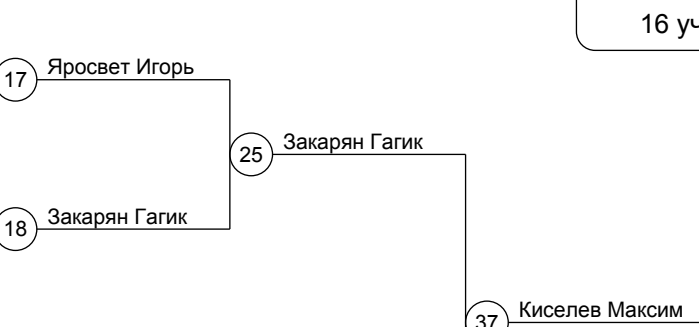 16 уч
17 Яросвет Игорь
25 Закарян Гагик
18 Закарян Гагик
37 Киселев Максим